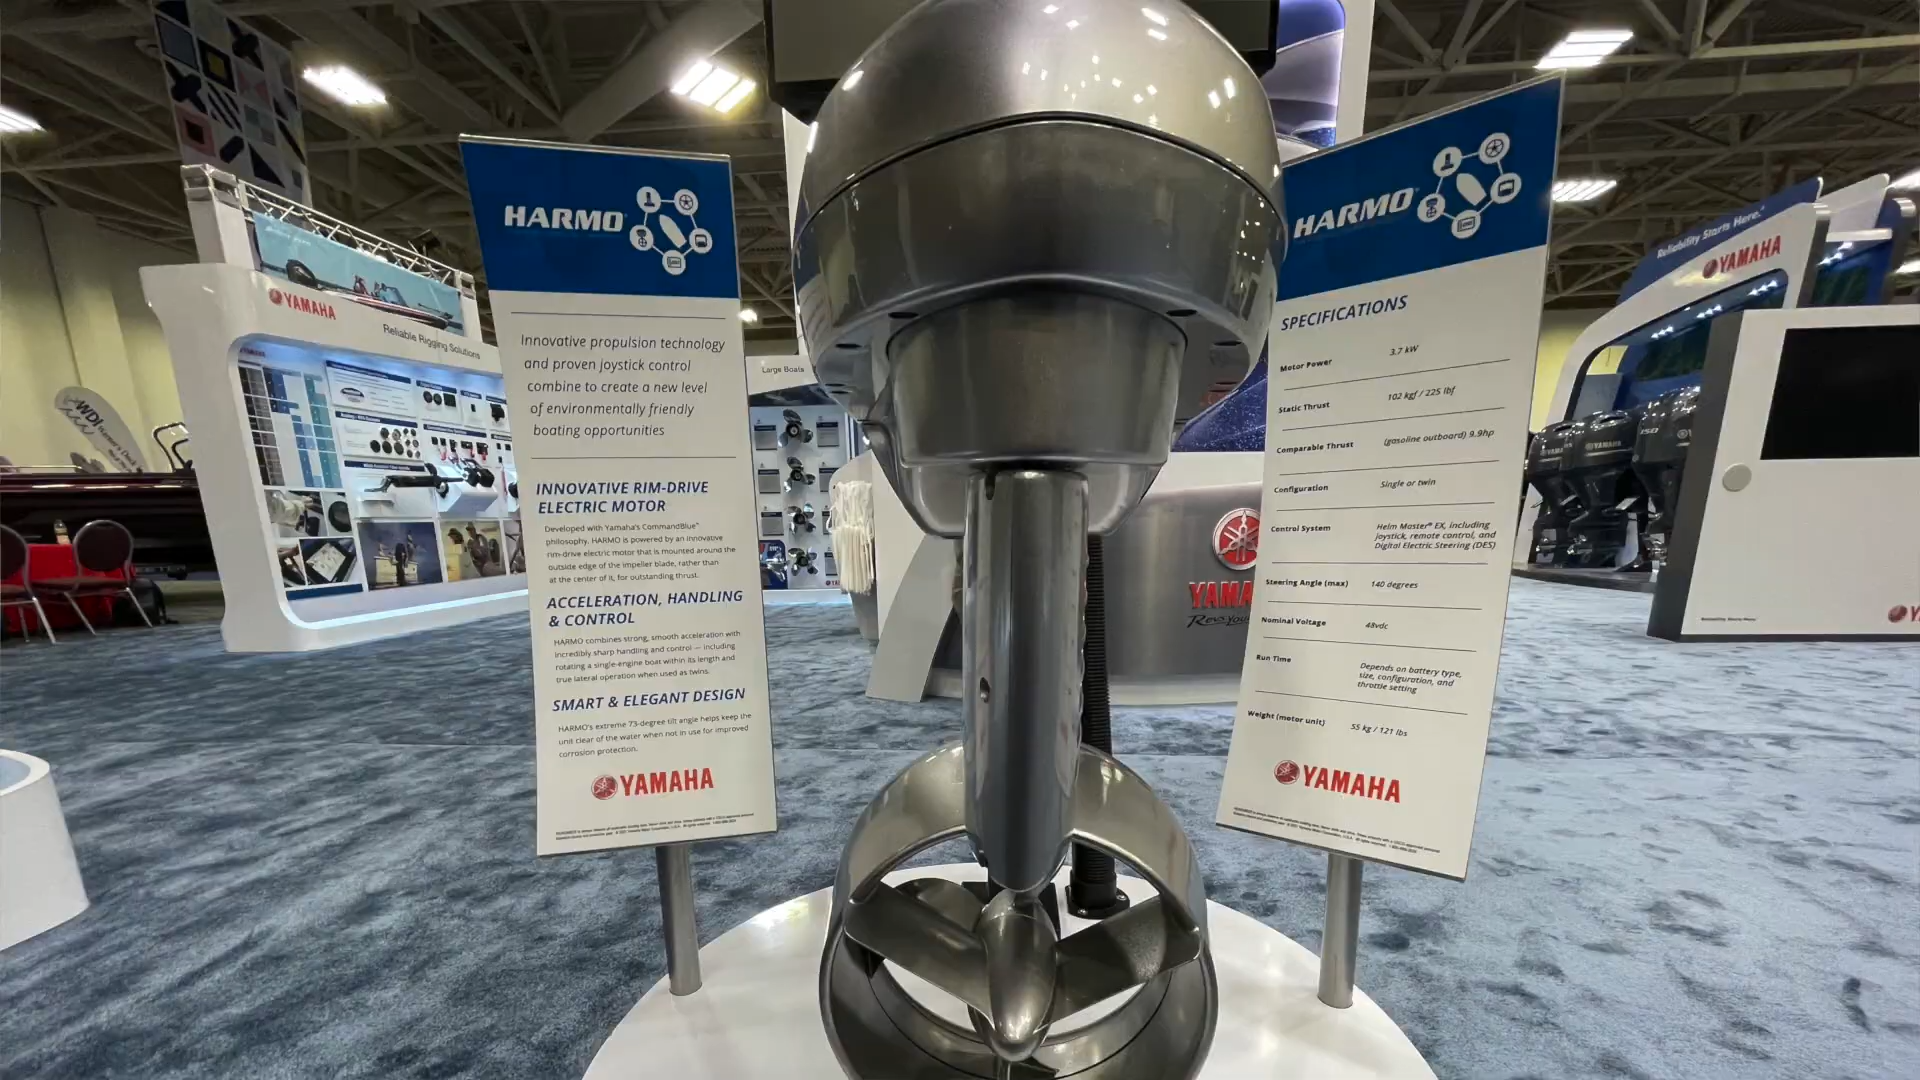 HARMO
Innovative propulsion technology
and proven joystick control
combine to create a new level
of environmentally friendly
boating opportunities
INNOVATIVE RIM-DRIVE
ELECTRIC MOTOR
Developed with Yamaha's CommandBlue™
philosophy, HARMO is powered by an innovative
rim-drive electric motor that is mounted around the
outside edge of the impeller blade, rather than
at the center of it, for outstanding thrust.
ACCELERATION, HANDLING
& CONTROL
HARMO combines strong, smooth acceleration with
incredibly sharp handling and control — including
rotating a single-engine boat within its length and
true lateral operation when used as twins.
SMART & ELEGANT DESIGN
HARMO's extreme 73-degree tilt angle helps keep the
unit clear of the water when not in use for improved
corrosion protection.
YAMAHA
HARMO
SPECIFICATIONS
Motor Power 3.7 kW
Static Thrust 102 kgf / 225 lbf
Comparable Thrust (gasoline outboard) 9.9hp
Configuration Single or twin
Control System Helm Master® EX, including
joystick, remote control, and
Digital Electric Steering (DES)
Steering Angle (max) 140 degrees
Nominal Voltage 48vdc
Run Time Depends on battery type,
size, configuration, and
throttle setting
Weight (motor unit) 55 kg / 121 lbs
YAMAHA
YAMAHA
Reliable Rigging Solutions
WDI
Large Boats
YAMA
Revs Your
Reliability Starts Here.
YAMAHA
YAMAHA
150